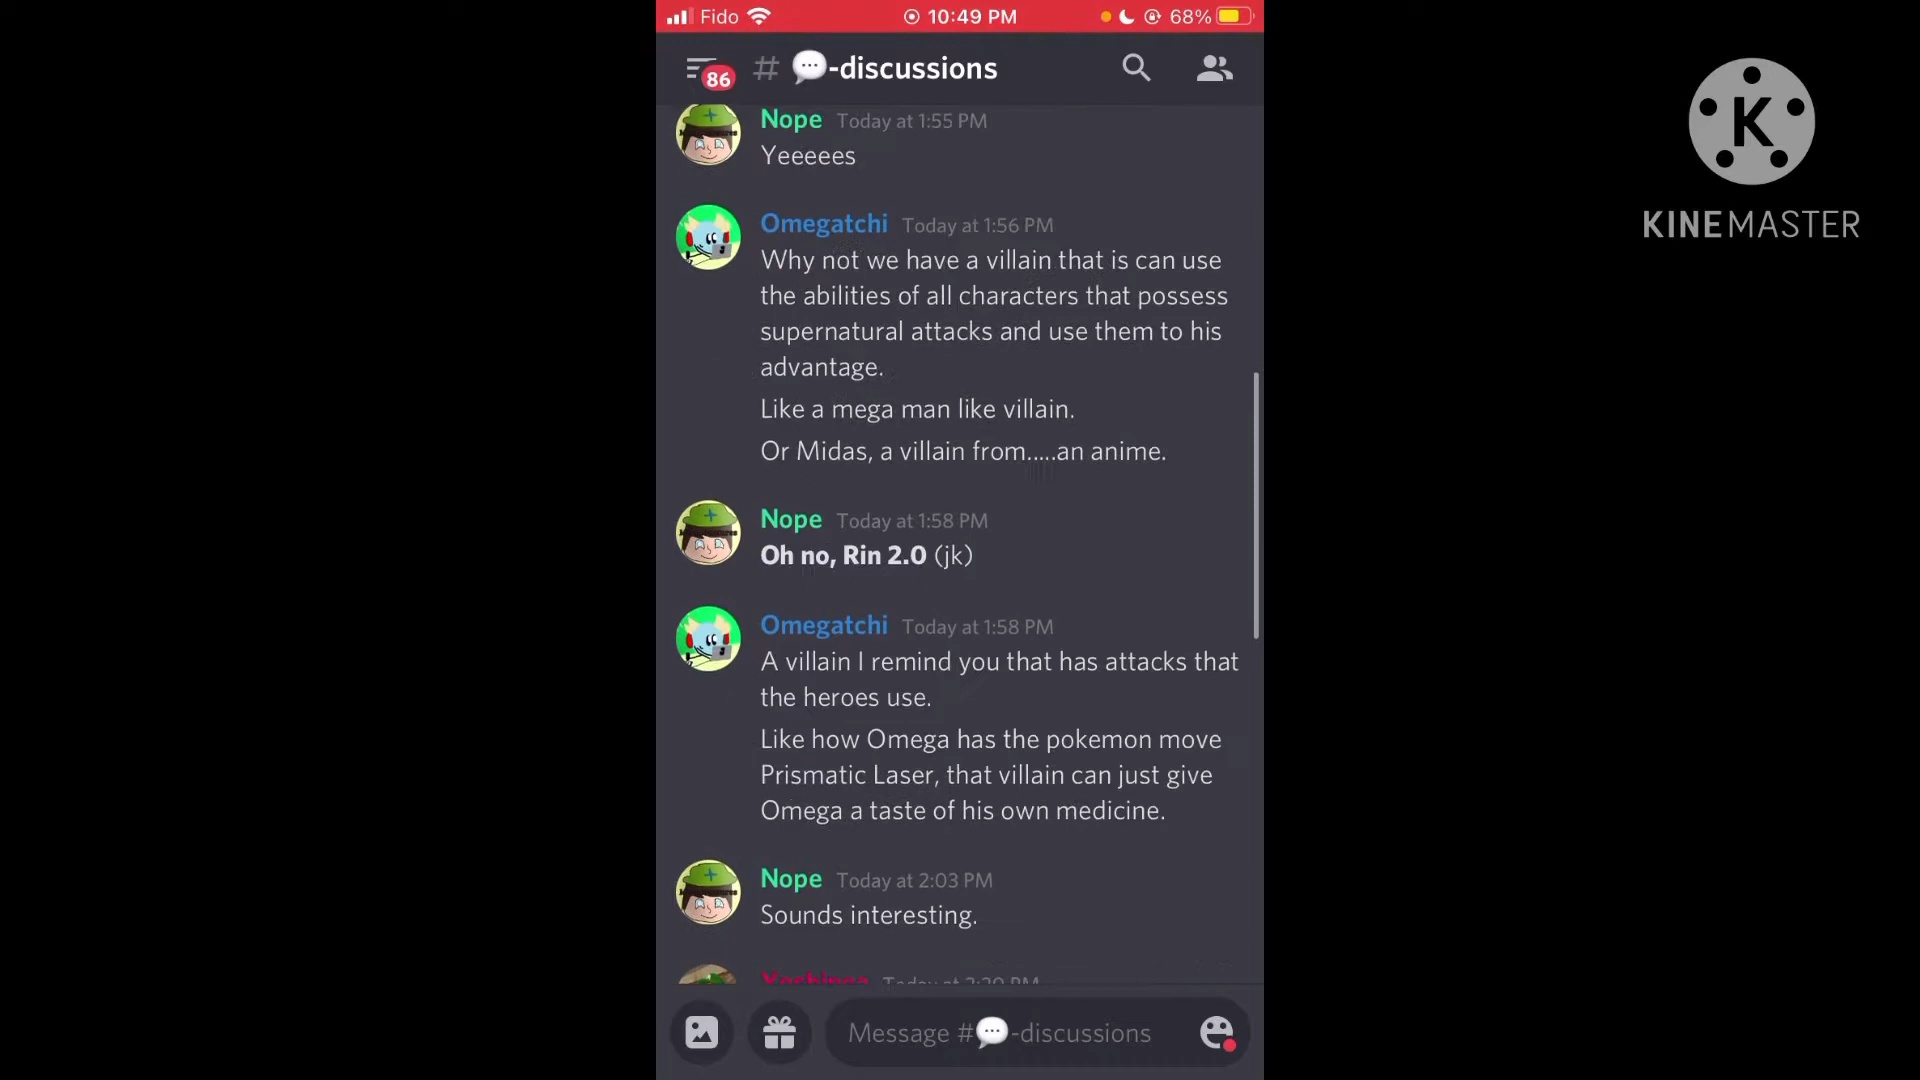 Fido 10:49 PM 68%
86 # 💬-discussions
Nope Today at 1:55 PM
Yeeeees
Omegatchi Today at 1:56 PM
Why not we have a villain that is can use
the abilities of all characters that possess
supernatural attacks and use them to his
advantage.
Like a mega man like villain.
Or Midas, a villain from.....an anime.
Nope Today at 1:58 PM
Oh no, Rin 2.0 (jk)
Omegatchi Today at 1:58 PM
A villain I remind you that has attacks that
the heroes use.
Like how Omega has the pokemon move
Prismatic Laser, that villain can just give
Omega a taste of his own medicine.
Nope Today at 2:03 PM
Sounds interesting.
Today at
Message #💬-discussions
K
KINEMASTER